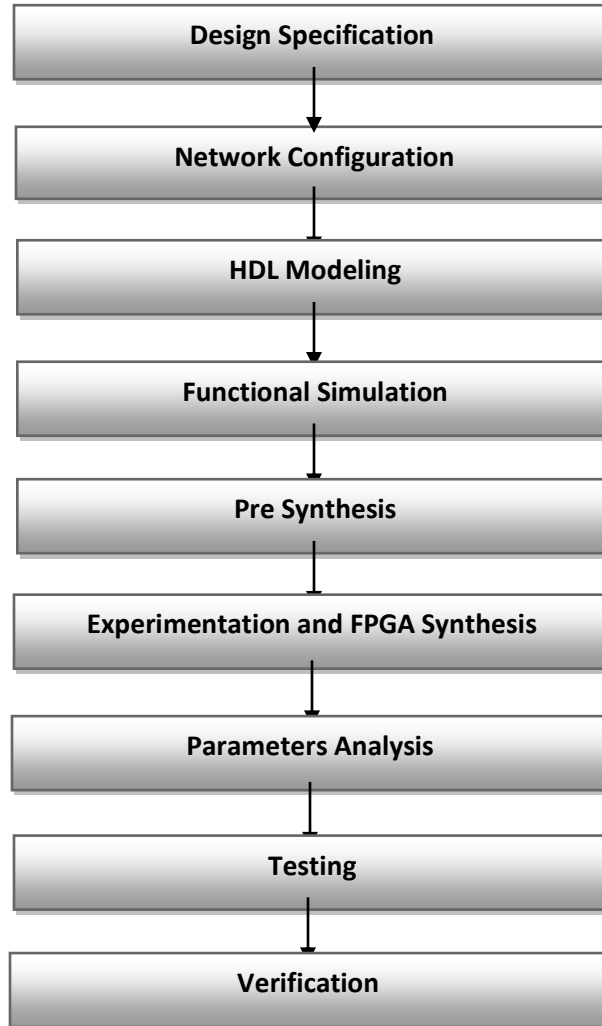 Design Specification
Network Configuration
HDL Modeling
Functional Simulation
Pre Synthesis
Experimentation and FPGA Synthesis
Parameters Analysis
Testing
Verification